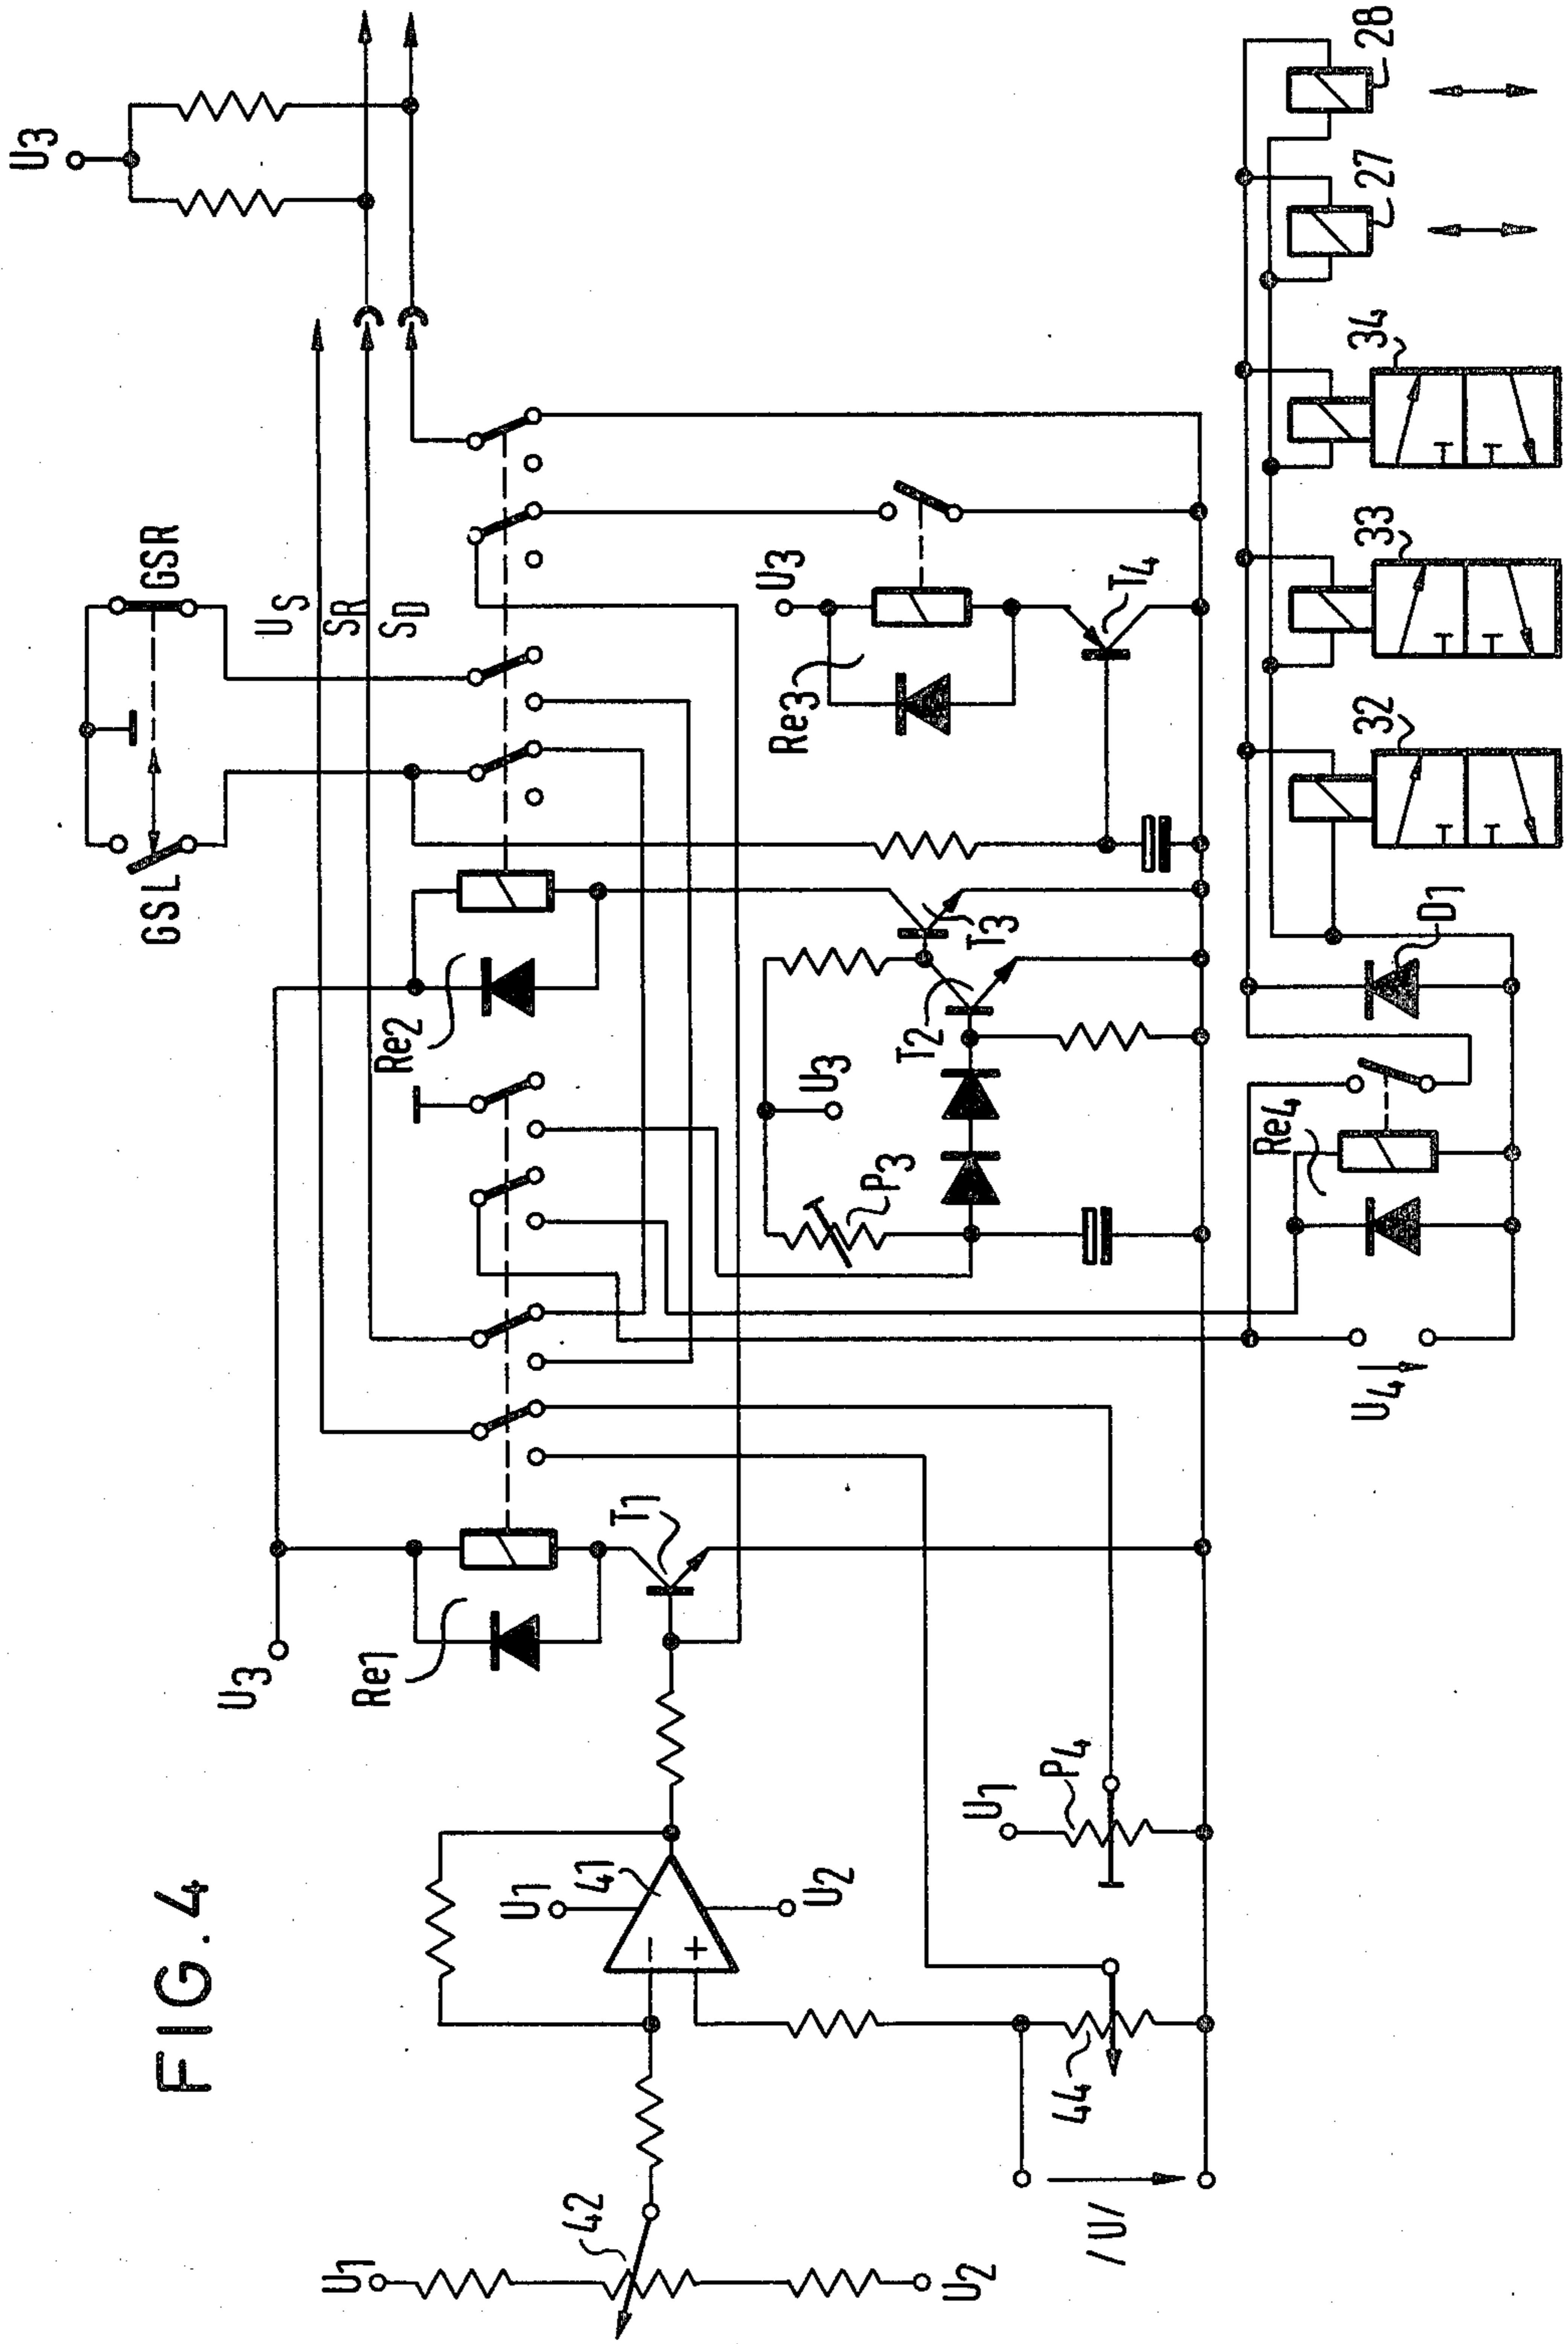 FIG. 4
U1
42
U2
/U/
44
U1
41
U2
U1
P4
U3
Re1
T1
U4
Re4
D1
P3
U3
T2
T3
Re2
GSL
GSR
US
SR
SD
Re3
U3
T4
U3
32
33
34
27
28